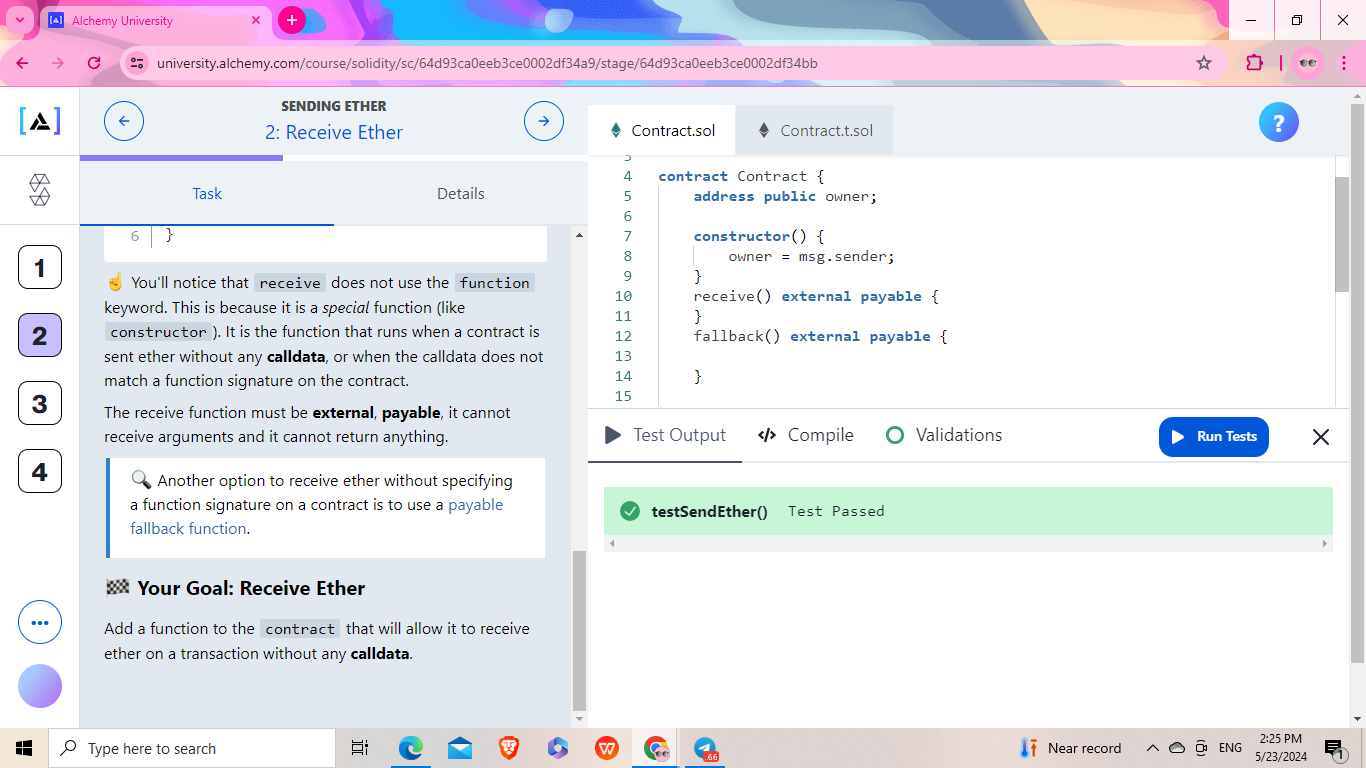 Alchemy University
university.alchemy.com/course/solidity/sc/64d93ca0eeb3ce0002df34a9/stage/64d93ca0eeb3ce0002df34bb
SENDING ETHER
2: Receive Ether
Task
Details
1
2
3
4
6 }
☝ You'll notice that receive does not use the function
keyword. This is because it is a special function (like
constructor ). It is the function that runs when a contract is
sent ether without any calldata, or when the calldata does not
match a function signature on the contract.
The receive function must be external, payable, it cannot
receive arguments and it cannot return anything.
🔍 Another option to receive ether without specifying
a function signature on a contract is to use a payable
fallback function.
🏁 Your Goal: Receive Ether
Add a function to the contract that will allow it to receive
ether on a transaction without any calldata.
Contract.sol
Contract.t.sol
?
3
4 contract Contract {
5 address public owner;
6
7 constructor() {
8 owner = msg.sender;
9 }
10 receive() external payable {
11 }
12 fallback() external payable {
13
14 }
15
Test Output
Compile
Validations
Run Tests
testSendEther() Test Passed
Type here to search
.66
Near record
ENG
2:25 PM
5/23/2024
1